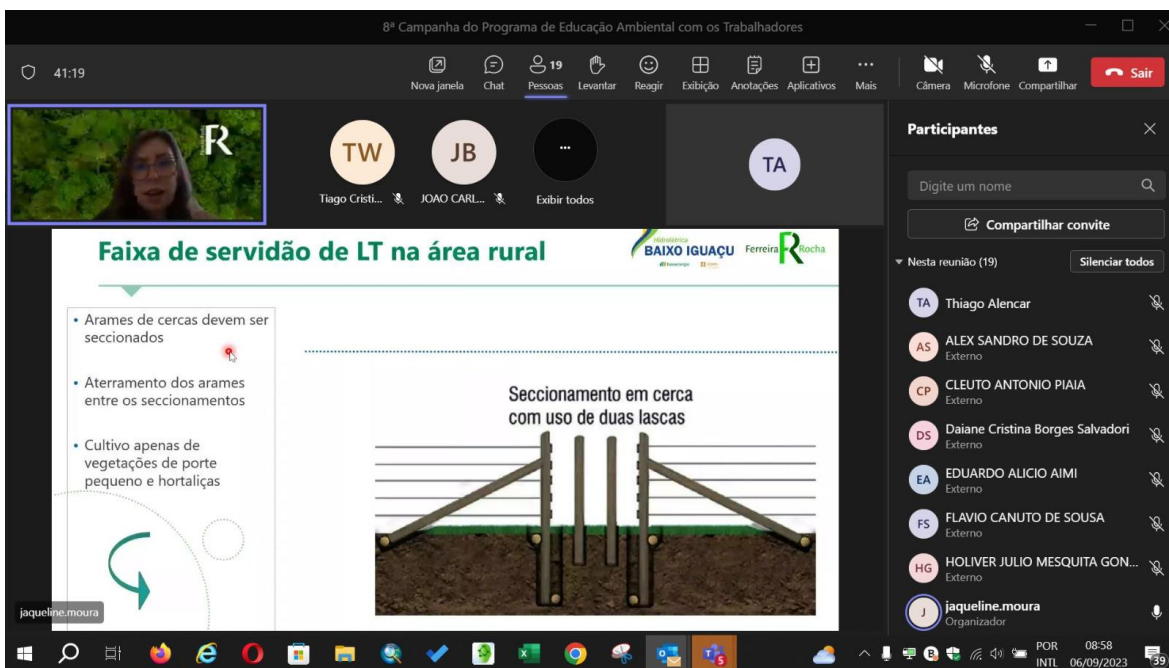 8ª Campanha do Programa de Educação Ambiental com os Trabalhadores
41:19
Nova janela
Chat
19
Pessoas
Levantar
Reagir
Exibição
Anotações
Aplicativos
Mais
Câmera
Microfone
Compartilhar
Sair
R
TW
Tiago Cristi...
JB
JOAO CARL...
Exibir todos
TA
Participantes
Digite um nome
Compartilhar convite
Nesta reunião (19)
Silenciar todos
TA
Thiago Alencar
AS
ALEX SANDRO DE SOUZA
Externo
CP
CLEUTO ANTONIO PIAIA
Externo
DS
Daiane Cristina Borges Salvadori
Externo
EA
EDUARDO ALICIO AIMI
Externo
FS
FLAVIO CANUTO DE SOUSA
Externo
HG
HOLIVER JULIO MESQUITA GON...
Externo
J
jaqueline.moura
Organizador
Faixa de servidão de LT na área rural
Hidrelétrica
BAIXO IGUAÇU
Ferreira R Rocha
• Arames de cercas devem ser
seccionados
• Aterramento dos arames
entre os seccionamentos
• Cultivo apenas de
vegetações de porte
pequeno e hortaliças
Seccionamento em cerca
com uso de duas lascas
jaqueline.moura
POR
INTL
08:58
06/09/2023